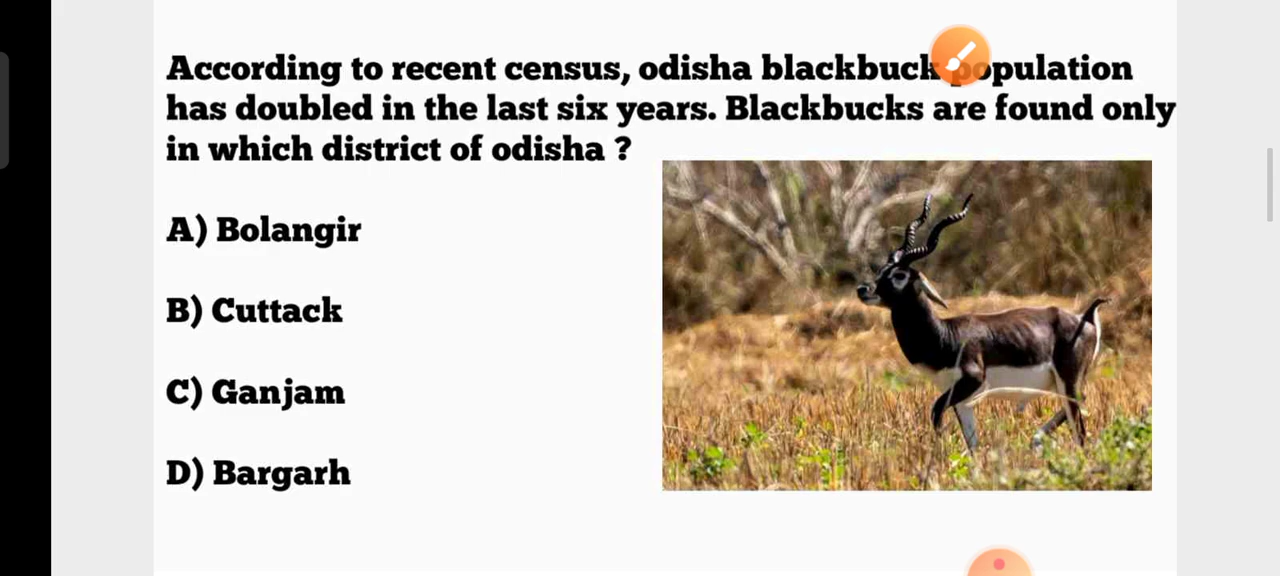 According to recent census, odisha blackbuck population
has doubled in the last six years. Blackbucks are found only
in which district of odisha ?
A) Bolangir
B) Cuttack
C) Ganjam
D) Bargarh